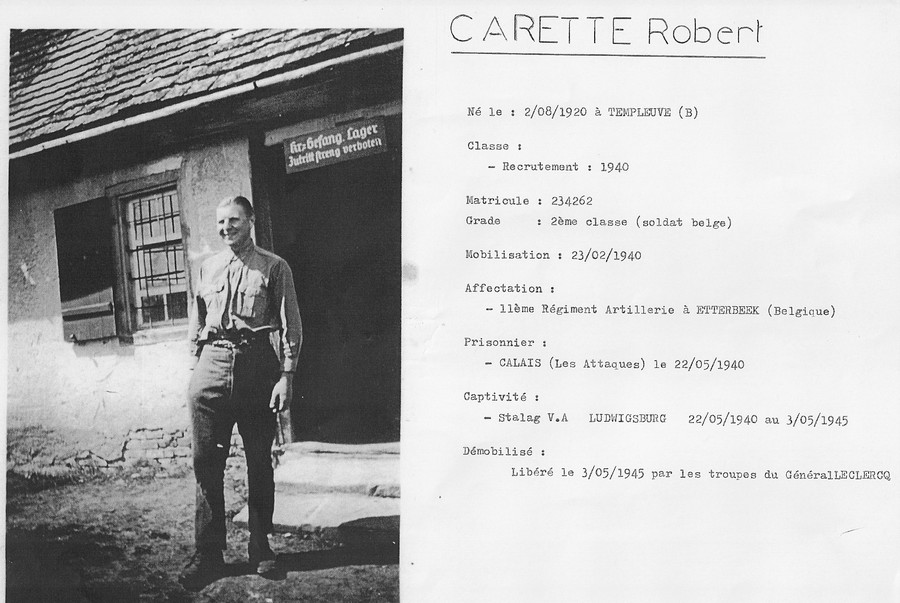 CARETTE Robert
Kr=Gefang. Lager
Zutritt streng verboten
Né le : 2/08/1920 à TEMPLEUVE (B)
Classe :
- Recrutement : 1940
Matricule : 234262
Grade : 2ème classe (soldat belge)
Mobilisation : 23/02/1940
Affectation :
- 11ème Régiment Artillerie à ETTERBEEK (Belgique)
Prisonnier :
- CALAIS (Les Attaques) le 22/05/1940
Captivité :
- Stalag V.A LUDWIGSBURG 22/05/1940 au 3/05/1945
Démobilisé :
Libéré le 3/05/1945 par les troupes du GénéralLECLERCQ